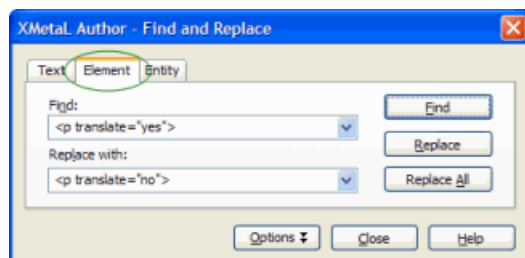 XMetaL Author - Find and Replace
Text Element Entity
Find:
<p translate="yes">
Find
Replace
Replace with:
<p translate="no">
Replace All
Options Close Help